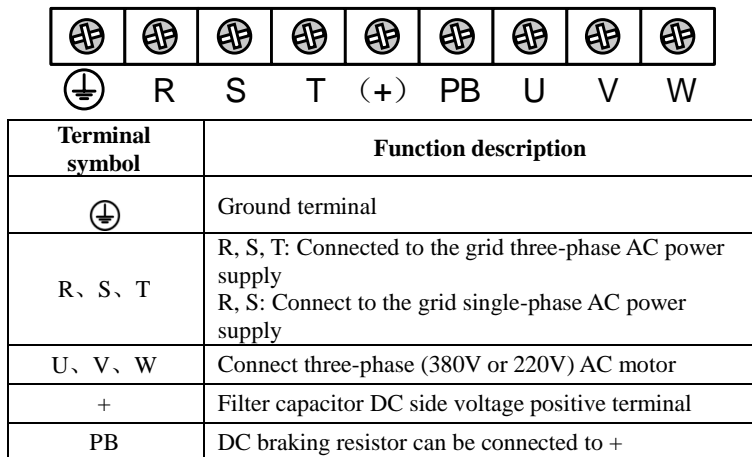 R S T (+) PB U V W
Terminal
symbol
Function description
Ground terminal
R、S、T
R, S, T: Connected to the grid three-phase AC power
supply
R, S: Connect to the grid single-phase AC power
supply
U、V、W
Connect three-phase (380V or 220V) AC motor
+
Filter capacitor DC side voltage positive terminal
PB
DC braking resistor can be connected to +